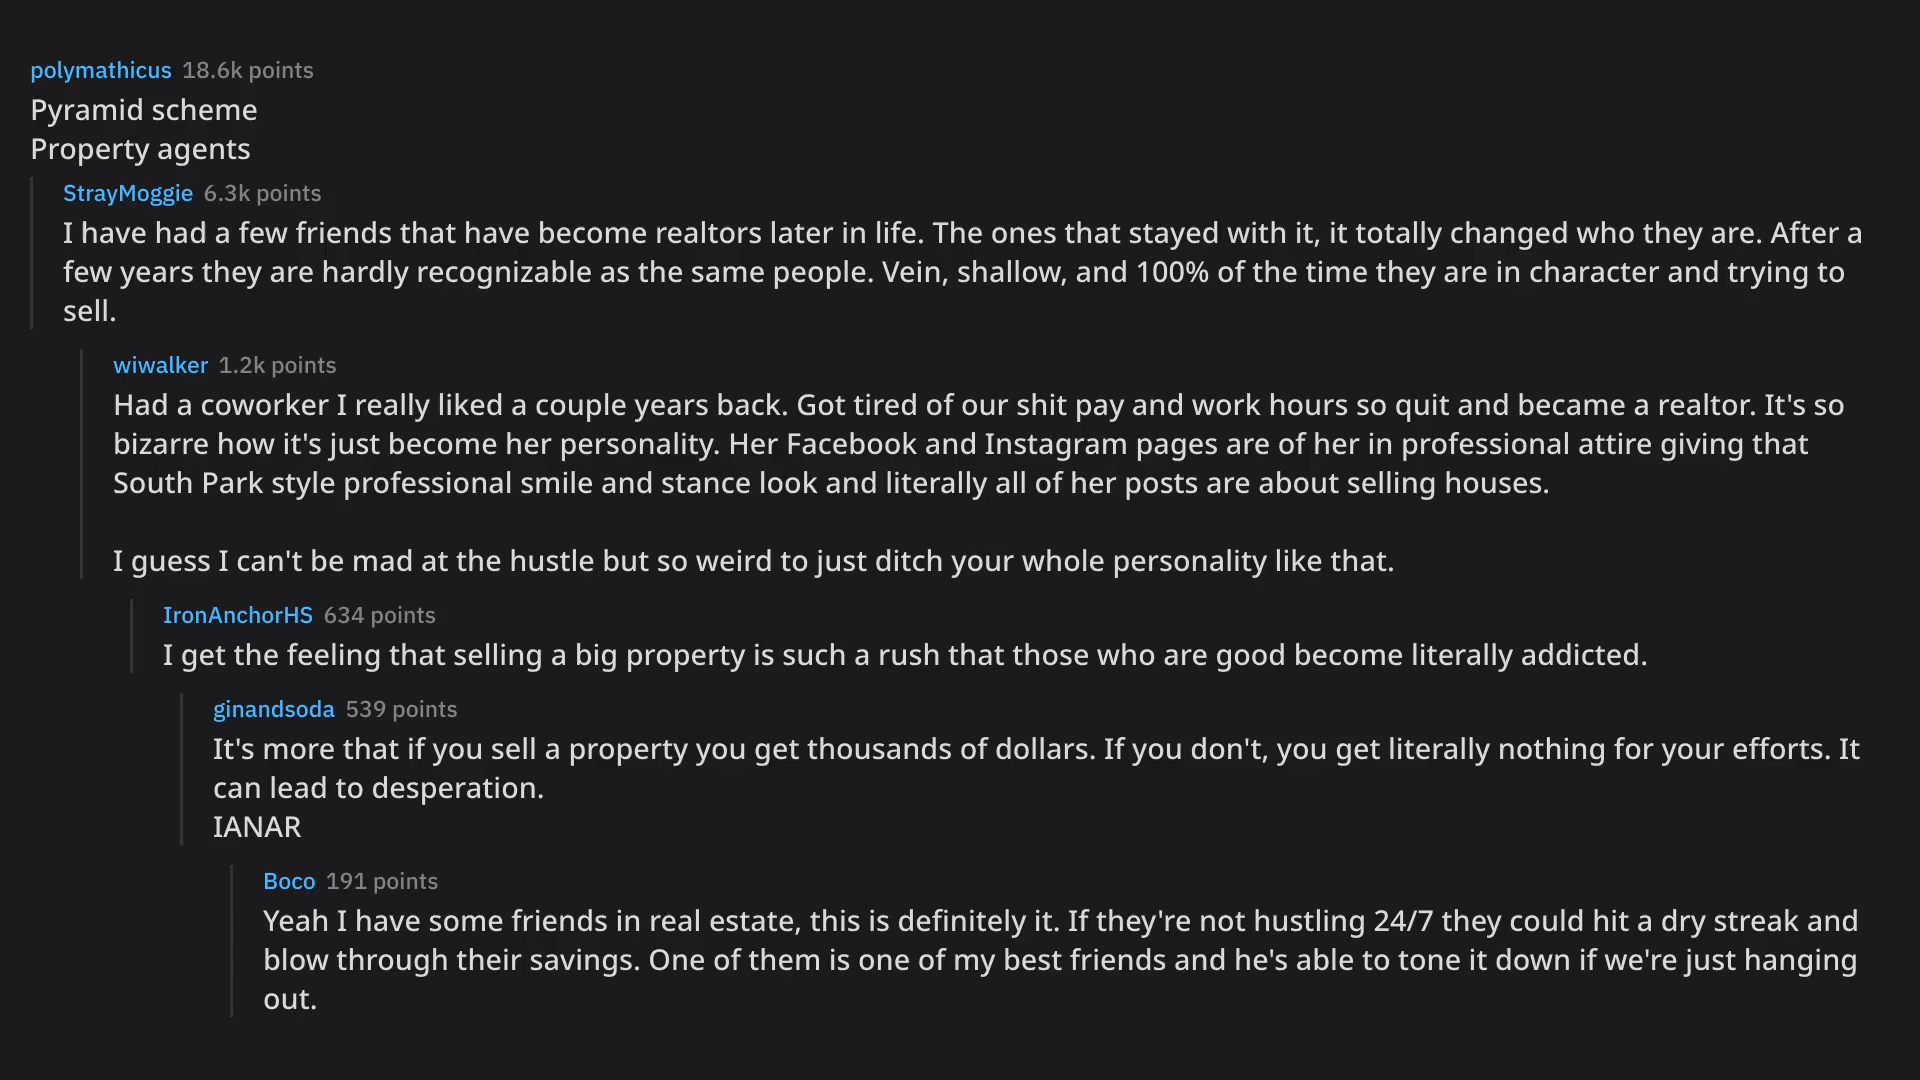 polymathicus 18.6k points
Pyramid scheme
Property agents
StrayMoggie 6.3k points
I have had a few friends that have become realtors later in life. The ones that stayed with it, it totally changed who they are. After a
few years they are hardly recognizable as the same people. Vein, shallow, and 100% of the time they are in character and trying to
sell.
wiwalker 1.2k points
Had a coworker I really liked a couple years back. Got tired of our shit pay and work hours so quit and became a realtor. It's so
bizarre how it's just become her personality. Her Facebook and Instagram pages are of her in professional attire giving that
South Park style professional smile and stance look and literally all of her posts are about selling houses.
I guess I can't be mad at the hustle but so weird to just ditch your whole personality like that.
IronAnchorHS 634 points
I get the feeling that selling a big property is such a rush that those who are good become literally addicted.
ginandsoda 539 points
It's more that if you sell a property you get thousands of dollars. If you don't, you get literally nothing for your efforts. It
can lead to desperation.
IANAR
Boco 191 points
Yeah I have some friends in real estate, this is definitely it. If they're not hustling 24/7 they could hit a dry streak and
blow through their savings. One of them is one of my best friends and he's able to tone it down if we're just hanging
out.